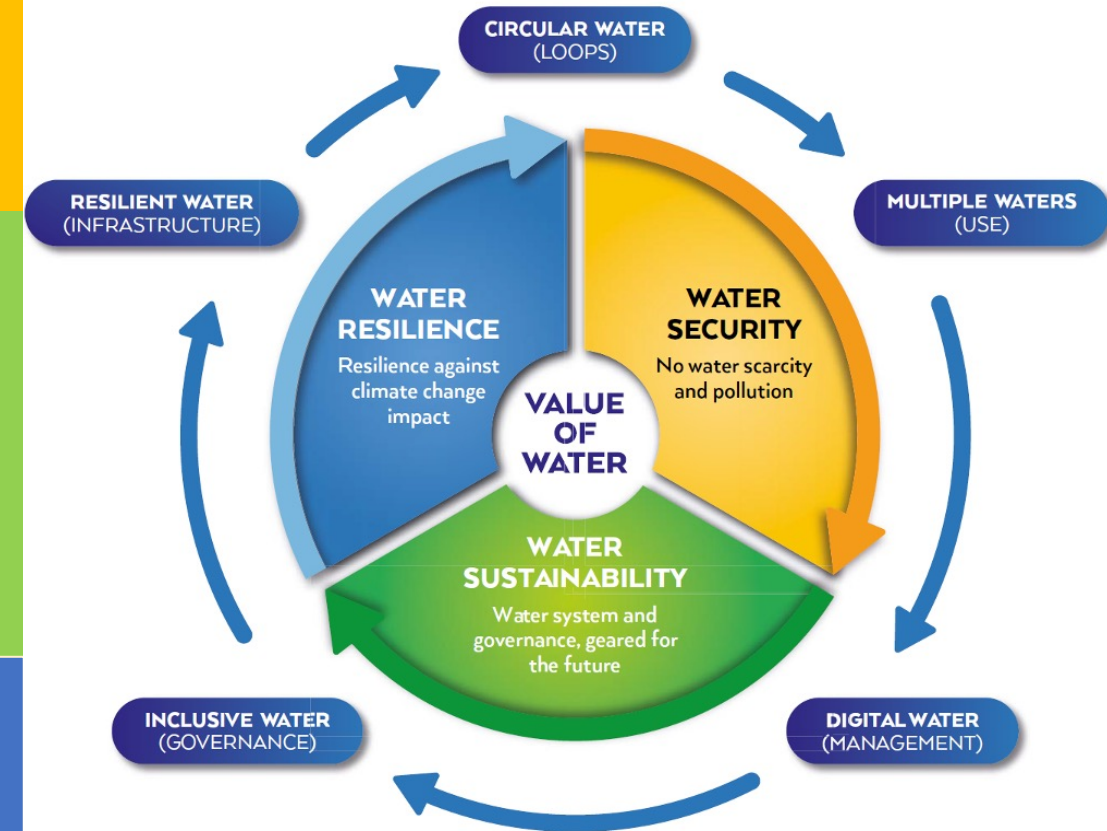 CIRCULAR WATER
(LOOPS)
RESILIENT WATER
(INFRASTRUCTURE)
MULTIPLE WATERS
(USE)
WATER
RESILIENCE
Resilience against
climate change
impact
WATER
SECURITY
No water scarcity
and pollution
VALUE
OF
WATER
WATER
SUSTAINABILITY
Water system and
governance, geared for
the future
INCLUSIVE WATER
(GOVERNANCE)
DIGITAL WATER
(MANAGEMENT)